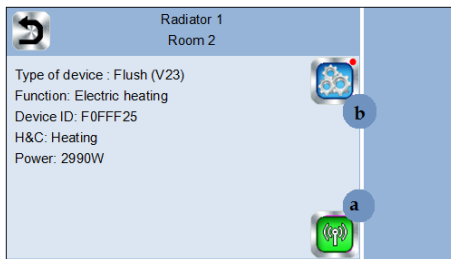 Radiator 1
Room 2
Type of device : Flush (V23)
Function: Electric heating
Device ID: F0FFF25
H&C: Heating
Power: 2990W
b
a